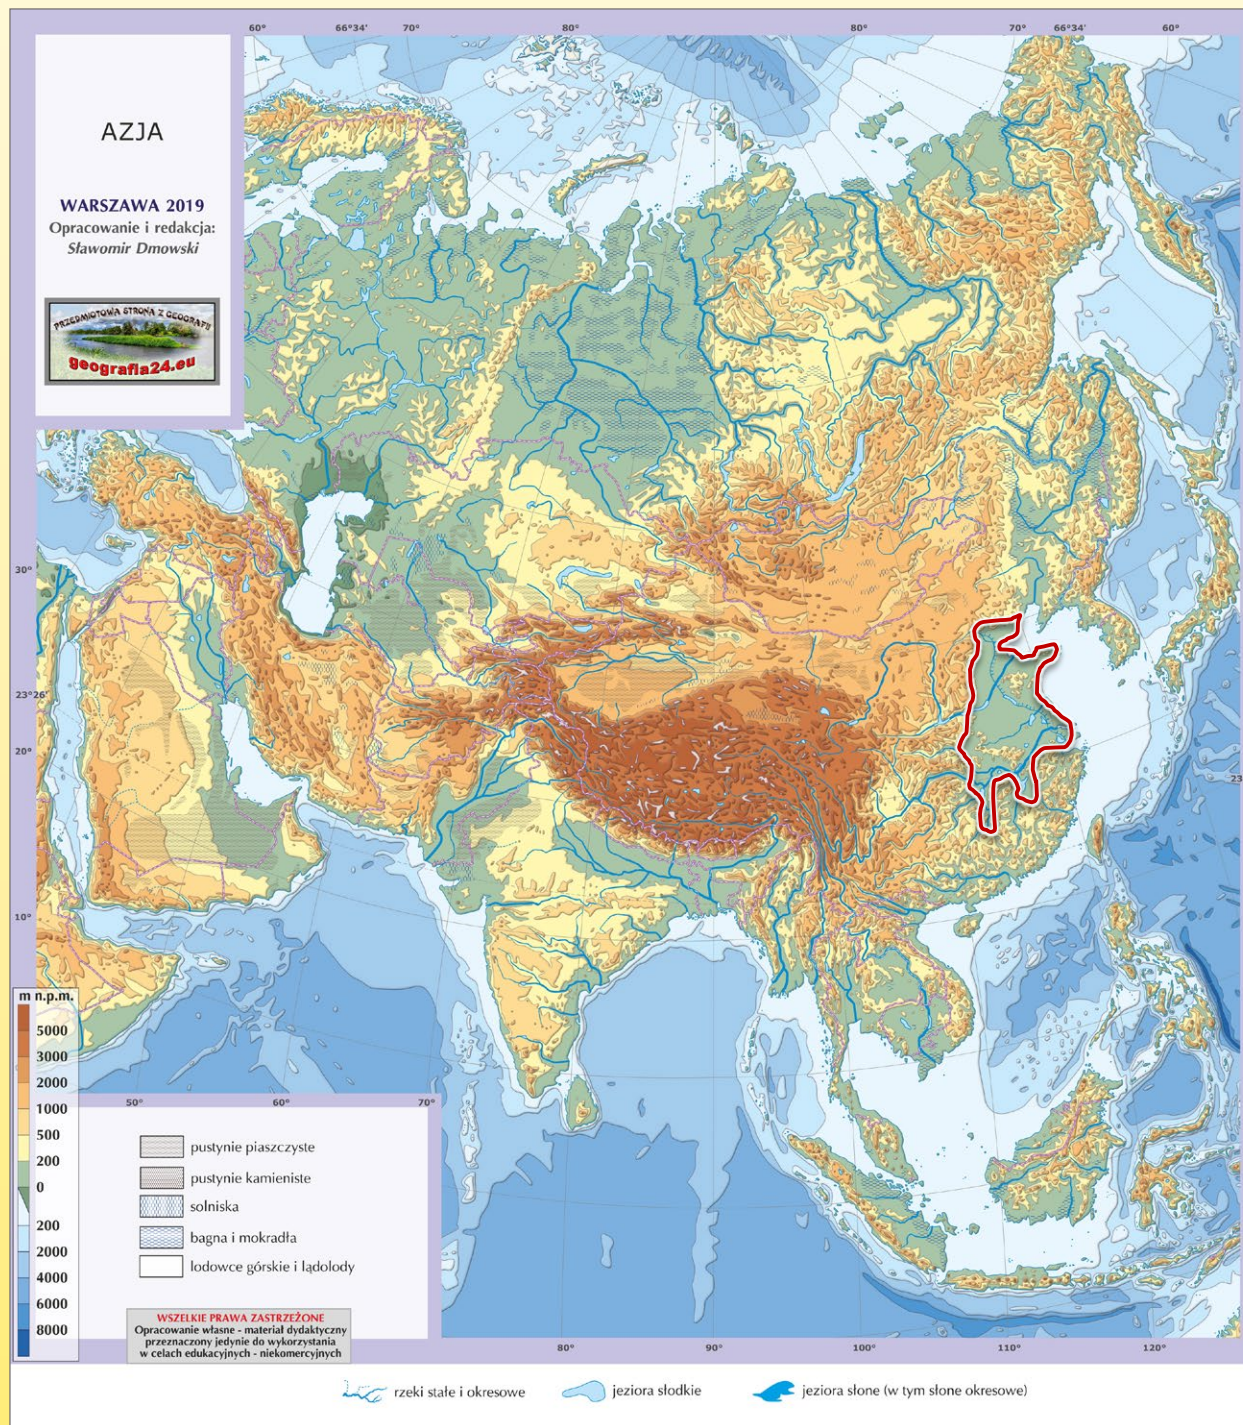 60° 66°34' 70° 80° 80° 70° 66°34' 60°
AZJA
WARSZAWA 2019
Opracowanie i redakcja:
Sławomir Dmowski
PRZEDMIOTOWA STRONA Z GEOGRAFII
geografia24.eu
30°
23°26'
20°
23
10°
m n.p.m.
5000
3000
2000
1000
500
200
0
200
2000
4000
6000
8000
50° 60° 70°
pustynie piaszczyste
pustynie kamieniste
solniska
bagna i mokradła
lodowce górskie i lądolody
WSZELKIE PRAWA ZASTRZEŻONE
Opracowanie własne - materiał dydaktyczny
przeznaczony jedynie do wykorzystania
w celach edukacyjnych - niekomercyjnych
80° 90° 100° 110° 120°
rzeki stałe i okresowe jeziora słodkie jeziora słone (w tym słone okresowe)